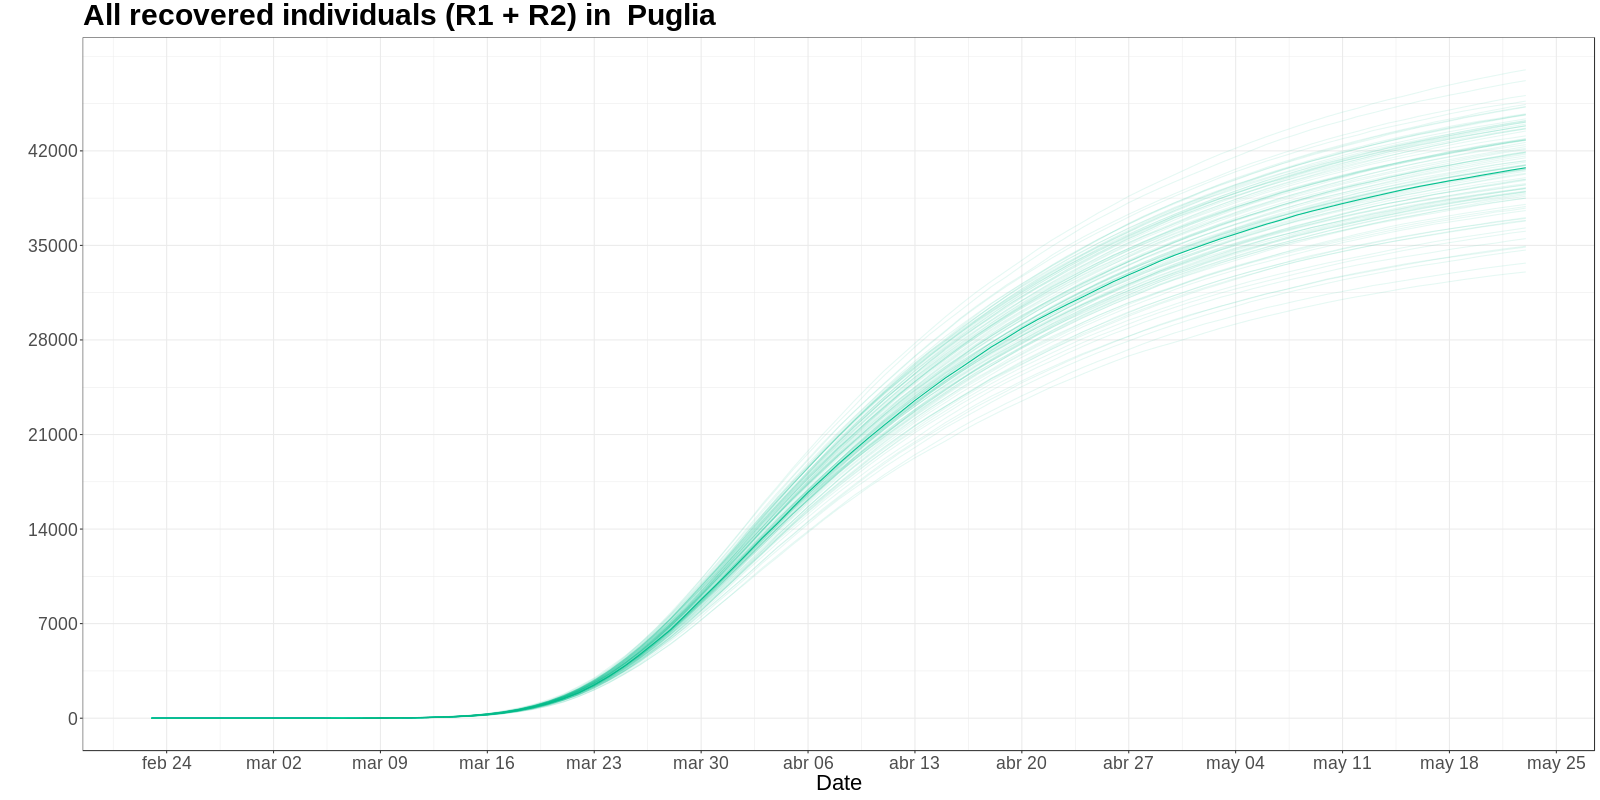 All recovered individuals (R1 + R2) in  Puglia
42000
35000
28000
21000
14000
7000
0
feb 24 mar 02 mar 09 mar 16 mar 23 mar 30 abr 06 abr 13 abr 20 abr 27 may 04 may 11 may 18 may 25
Date